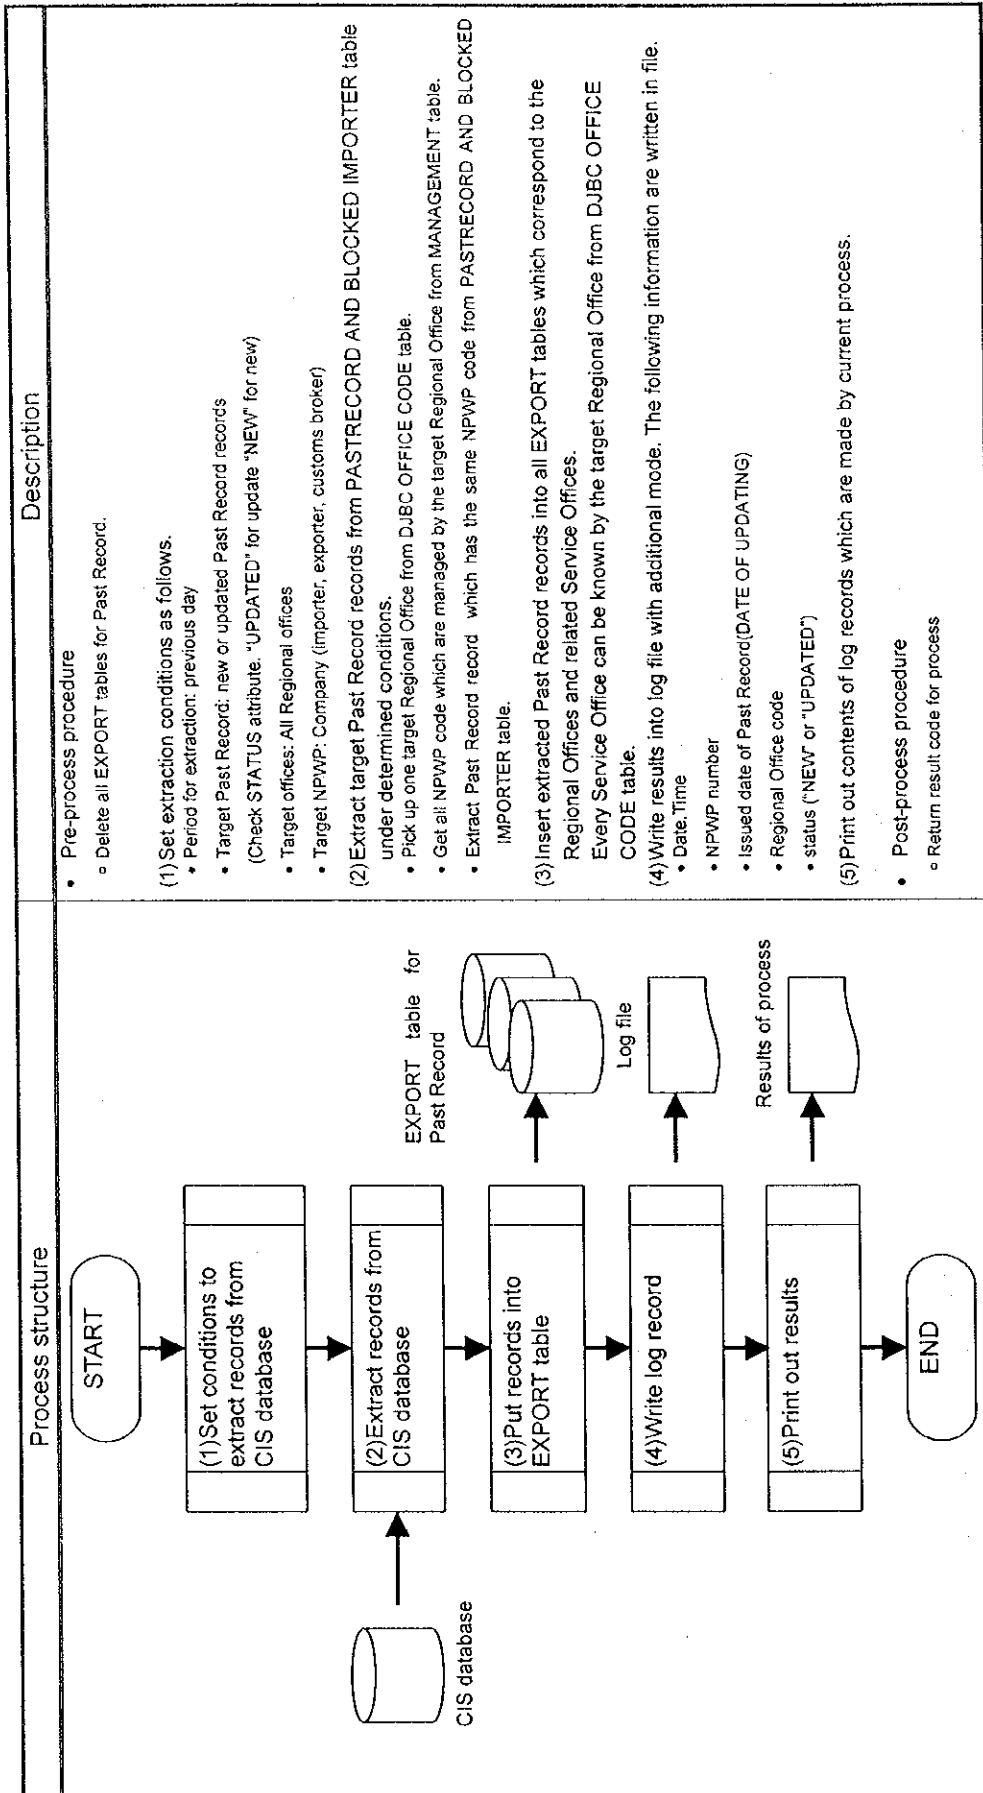 Process structure
START
(1)Set conditions to
extract records from
CIS database
(2)Extract records from
CIS database
CIS database
(3)Put records into
EXPORT table
EXPORT table for
Past Record
(4)Write log record
Log file
(5)Print out results
Results of process
END
Description
• Pre-process procedure
o Delete all EXPORT tables for Past Record.
(1)Set extraction conditions as follows.
• Period for extraction: previous day
• Target Past Record: new or updated Past Record records
(Check STATUS attribute. "UPDATED" for update "NEW" for new)
• Target offices: All Regional offices
• Target NPWP: Company (importer, exporter, customs broker)
(2)Extract target Past Record records from PASTRECORD AND BLOCKED IMPORTER table
under determined conditions.
• Pick up one target Regional Office from DJBC OFFICE CODE table.
• Get all NPWP code which are managed by the target Regional Office from MANAGEMENT table.
• Extract Past Record record which has the same NPWP code from PASTRECORD AND BLOCKED
IMPORTER table.
(3)Insert extracted Past Record records into all EXPORT tables which correspond to the
Regional Offices and related Service Offices.
Every Service Office can be known by the target Regional Office from DJBC OFFICE
CODE table.
(4)Write results into log file with additional mode. The following information are written in file.
• Date.Time
• NPWP number
• Issued date of Past Record(DATE OF UPDATING)
• Regional Office code
• status ("NEW" or "UPDATED")
(5)Print out contents of log records which are made by current process.
• Post-process procedure
o Return result code for process